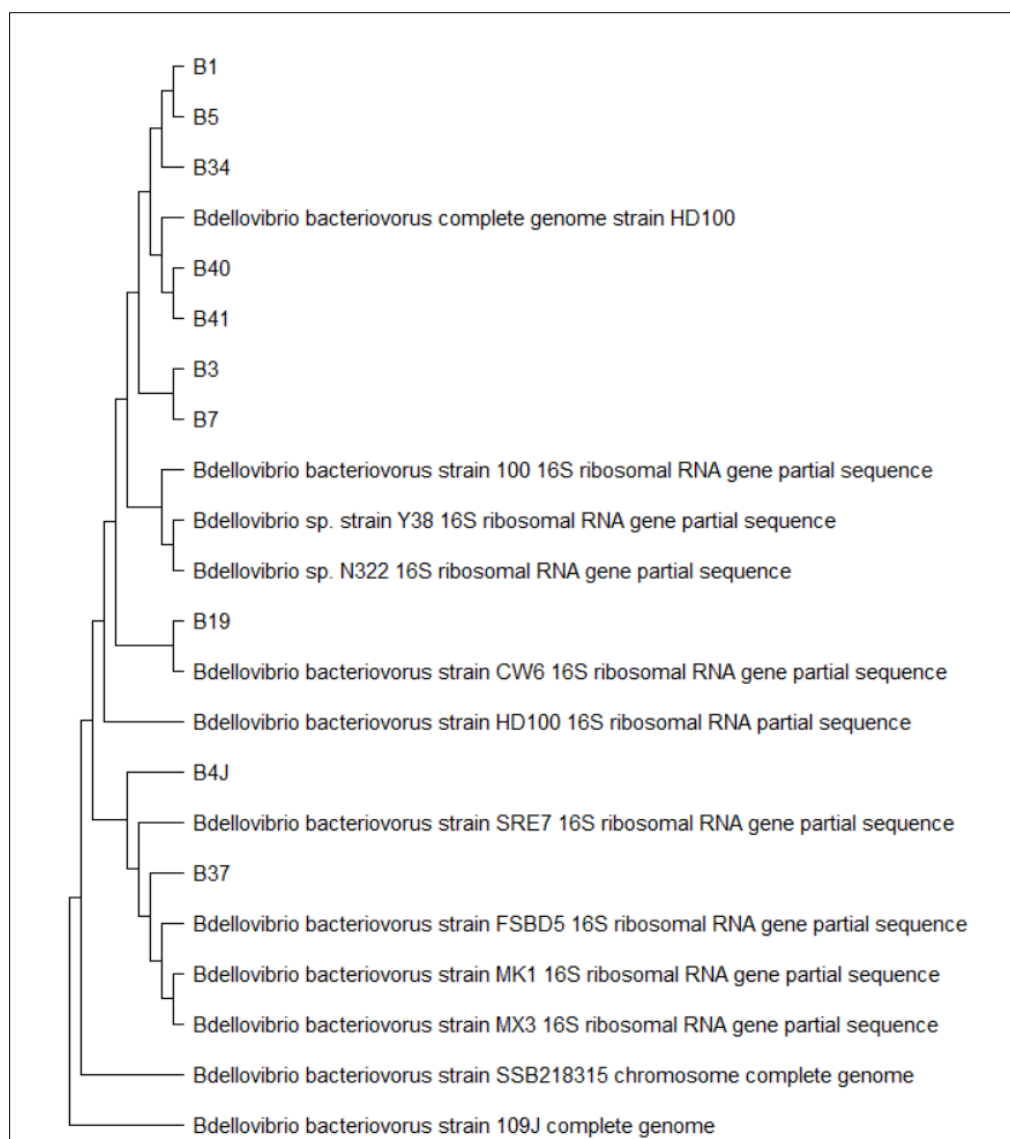 B1
B5
B34
Bdellovibrio bacteriovorus complete genome strain HD100
B40
B41
B3
B7
Bdellovibrio bacteriovorus strain 100 16S ribosomal RNA gene partial sequence
Bdellovibrio sp. strain Y38 16S ribosomal RNA gene partial sequence
Bdellovibrio sp. N322 16S ribosomal RNA gene partial sequence
B19
Bdellovibrio bacteriovorus strain CW6 16S ribosomal RNA gene partial sequence
Bdellovibrio bacteriovorus strain HD100 16S ribosomal RNA partial sequence
B4J
Bdellovibrio bacteriovorus strain SRE7 16S ribosomal RNA gene partial sequence
B37
Bdellovibrio bacteriovorus strain FSBD5 16S ribosomal RNA gene partial sequence
Bdellovibrio bacteriovorus strain MK1 16S ribosomal RNA gene partial sequence
Bdellovibrio bacteriovorus strain MX3 16S ribosomal RNA gene partial sequence
Bdellovibrio bacteriovorus strain SSB218315 chromosome complete genome
Bdellovibrio bacteriovorus strain 109J complete genome